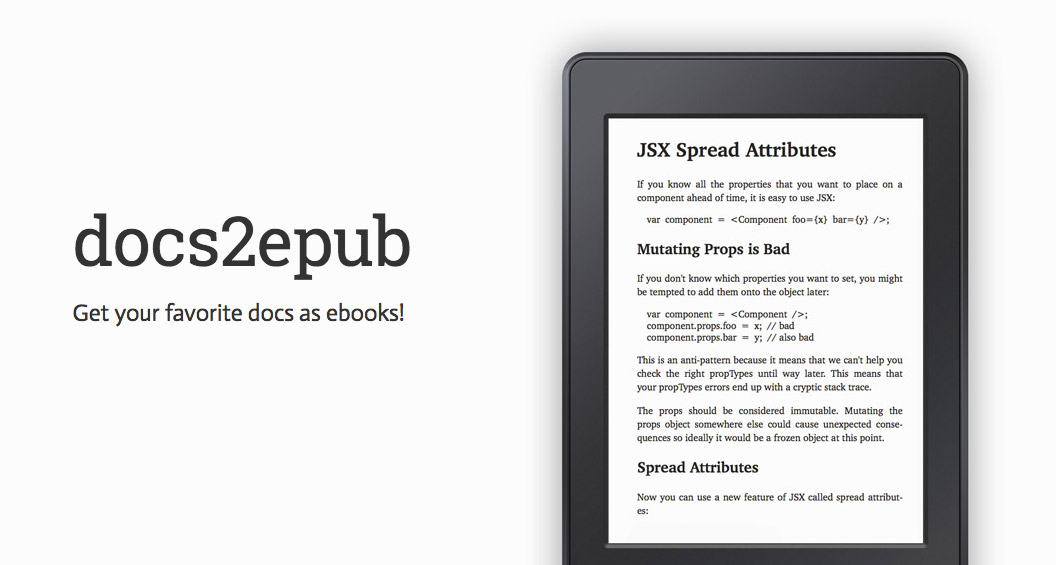 docs2epub
Get your favorite docs as ebooks!
JSX Spread Attributes
If you know all the properties that you want to place on a
component ahead of time, it is easy to use JSX:
var component = <Component foo={x} bar={y} />;
Mutating Props is Bad
If you don't know which properties you want to set, you might
be tempted to add them onto the object later:
var component = <Component />;
component.props.foo = x; // bad
component.props.bar = y; // also bad
This is an anti-pattern because it means that we can't help you
check the right propTypes until way later. This means that
your propTypes errors end up with a cryptic stack trace.
The props should be considered immutable. Mutating the
props object somewhere else could cause unexpected conse-
quences so ideally it would be a frozen object at this point.
Spread Attributes
Now you can use a new feature of JSX called spread attribut-
es: